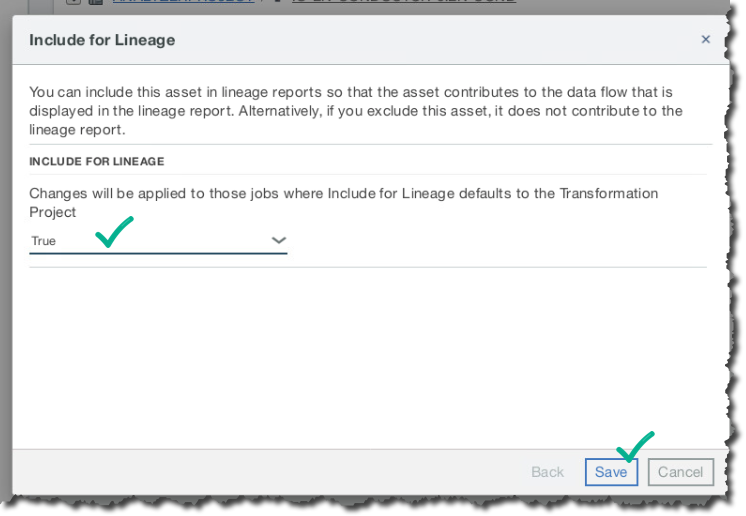 Include for Lineage
×
You can include this asset in lineage reports so that the asset contributes to the data flow that is
displayed in the lineage report. Alternatively, if you exclude this asset, it does not contribute to the
lineage report.
INCLUDE FOR LINEAGE
Changes will be applied to those jobs where Include for Lineage defaults to the Transformation
Project
True
Back Save Cancel